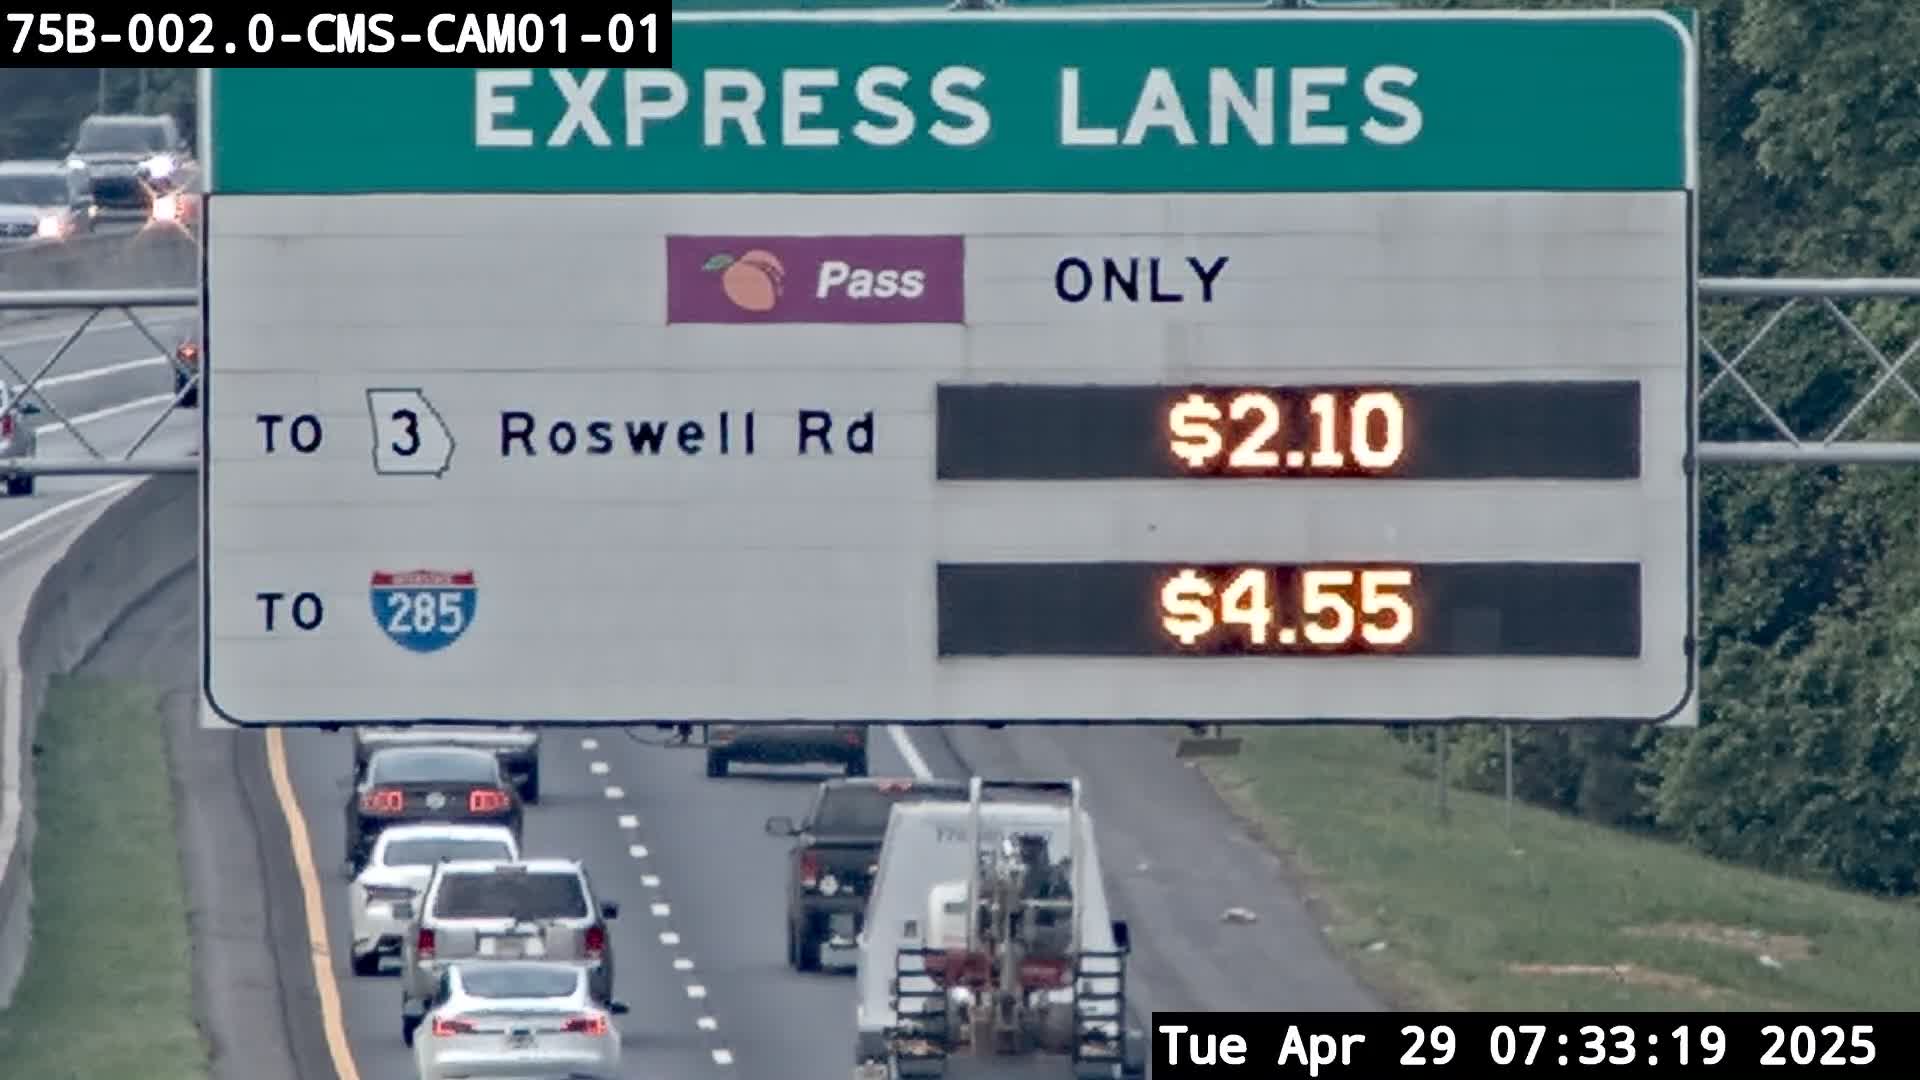 75B-002.0-CMS-CAM01-01
EXPRESS LANES
Pass ONLY
TO 3 Roswell Rd $2.10
TO INTERSTATE 285 $4.55
Tue Apr 29 07:33:19 2025